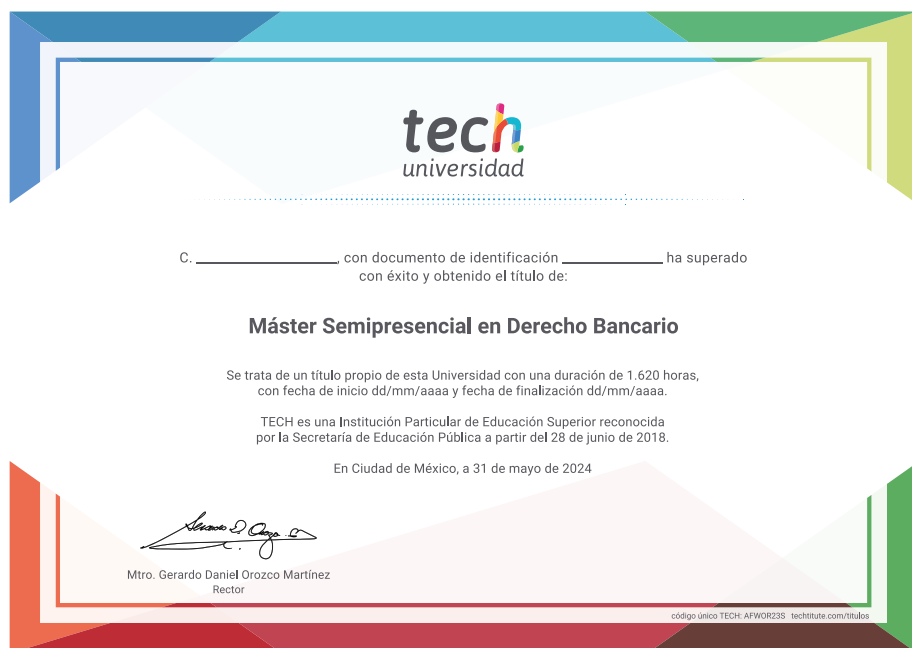 tech
universidad
C. ____________, con documento de identificación ____________ ha superado
con éxito y obtenido el título de:
Máster Semipresencial en Derecho Bancario
Se trata de un título propio de esta Universidad con una duración de 1.620 horas,
con fecha de inicio dd/mm/aaaa y fecha de finalización dd/mm/aaaa.
TECH es una Institución Particular de Educación Superior reconocida
por la Secretaría de Educación Pública a partir del 28 de junio de 2018.
En Ciudad de México, a 31 de mayo de 2024
Mtro. Gerardo Daniel Orozco Martínez
Rector
código único TECH: AFWOR23S techtitute.com/titulos